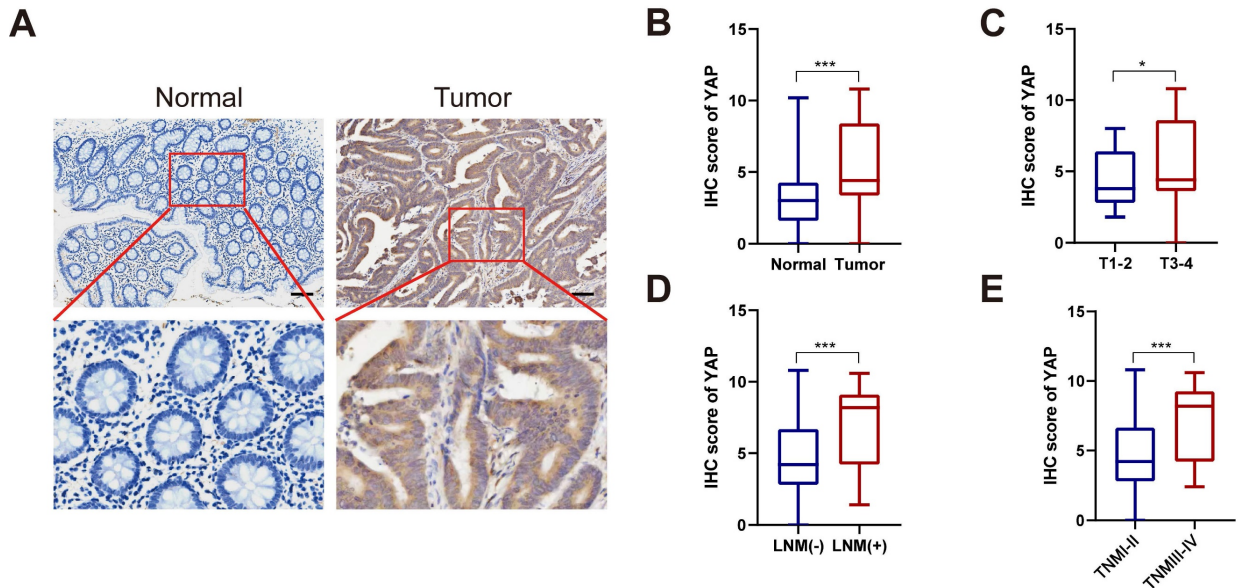 A
Normal
Tumor
B
IHC score of YAP
15
10
5
0
***
Normal
Tumor
C
IHC score of YAP
15
10
5
0
*
T1-2
T3-4
D
IHC score of YAP
15
10
5
0
***
LNM(-)
LNM(+)
E
IHC score of YAP
15
10
5
0
***
TNMI-II
TNMIII-IV